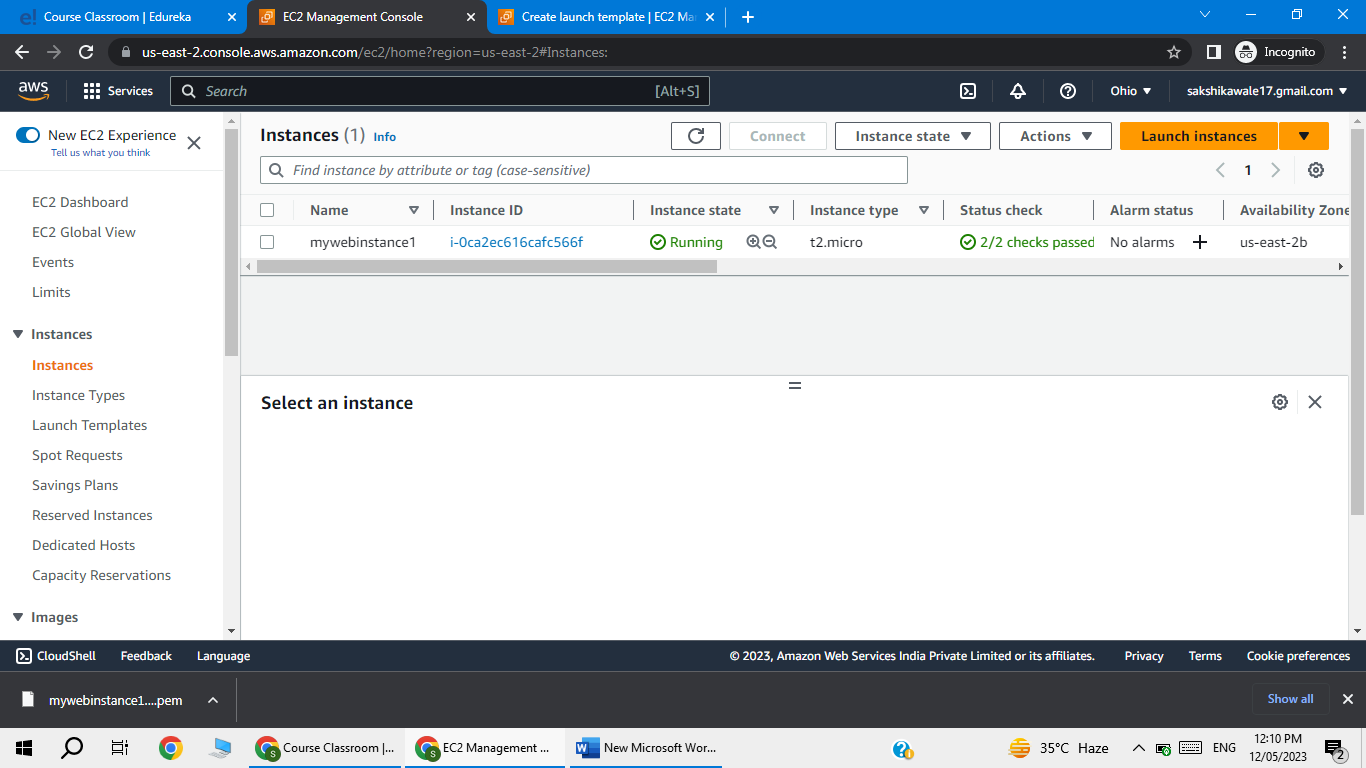 Course Classroom | Edureka
EC2 Management Console
Create launch template | EC2 Ma
us-east-2.console.aws.amazon.com/ec2/home?region=us-east-2#Instances:
Incognito
aws
Services
Search
[Alt+S]
Ohio
sakshikawale17.gmail.com
New EC2 Experience
Tell us what you think
EC2 Dashboard
EC2 Global View
Events
Limits
Instances
Instances
Instance Types
Launch Templates
Spot Requests
Savings Plans
Reserved Instances
Dedicated Hosts
Capacity Reservations
Images
Instances (1) Info
Connect
Instance state
Actions
Launch instances
Find instance by attribute or tag (case-sensitive)
1
Name
Instance ID
Instance state
Instance type
Status check
Alarm status
Availability Zone
mywebinstance1
i-0ca2ec616cafc566f
Running
t2.micro
2/2 checks passed
No alarms
us-east-2b
Select an instance
CloudShell
Feedback
Language
© 2023, Amazon Web Services India Private Limited or its affiliates.
Privacy
Terms
Cookie preferences
mywebinstance1....pem
Show all
Course Classroom |...
EC2 Management ...
New Microsoft Wor...
35°C Haze
ENG
12:10 PM
12/05/2023
2